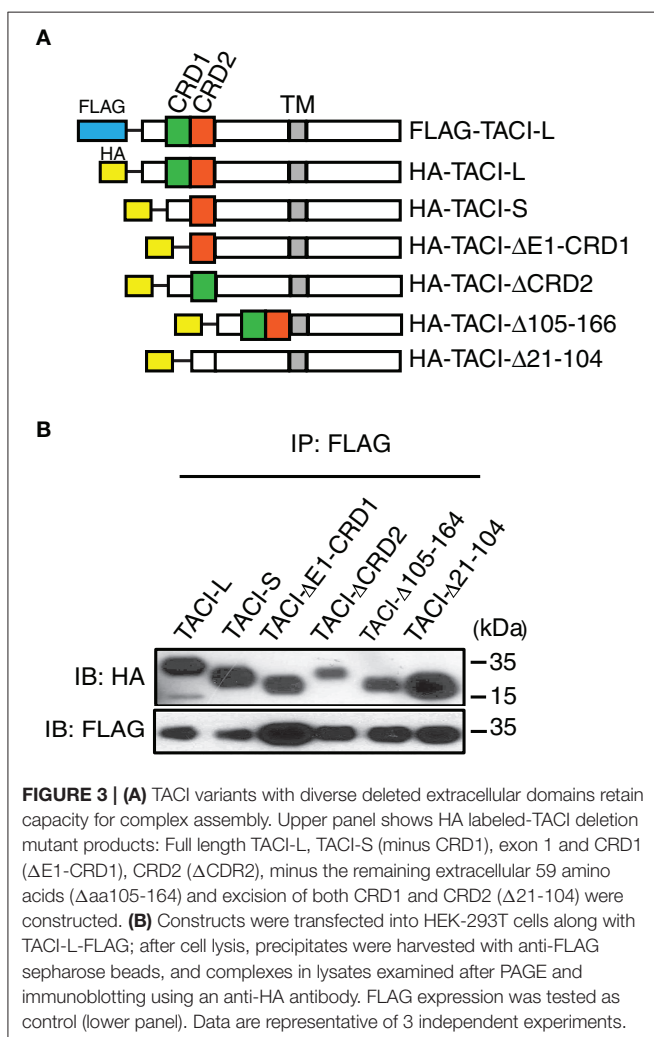 A
FLAG
CRD1
CRD2
TM
FLAG-TACI-L
HA
HA-TACI-L
HA-TACI-S
HA-TACI-ΔE1-CRD1
HA-TACI-ΔCRD2
HA-TACI-Δ105-166
HA-TACI-Δ21-104
B
IP: FLAG
TACI-L
TACI-S
TACI-ΔE1-CRD1
TACI-ΔCRD2
TACI-Δ105-164
TACI-Δ21-104
(kDa)
IB: HA
35
15
IB: FLAG
35
FIGURE 3 | (A) TACI variants with diverse deleted extracellular domains retain
capacity for complex assembly. Upper panel shows HA labeled-TACI deletion
mutant products: Full length TACI-L, TACI-S (minus CRD1), exon 1 and CRD1
(ΔE1-CRD1), CRD2 (ΔCDR2), minus the remaining extracellular 59 amino
acids (Δaa105-164) and excision of both CRD1 and CRD2 (Δ21-104) were
constructed. (B) Constructs were transfected into HEK-293T cells along with
TACI-L-FLAG; after cell lysis, precipitates were harvested with anti-FLAG
sepharose beads, and complexes in lysates examined after PAGE and
immunoblotting using an anti-HA antibody. FLAG expression was tested as
control (lower panel). Data are representative of 3 independent experiments.